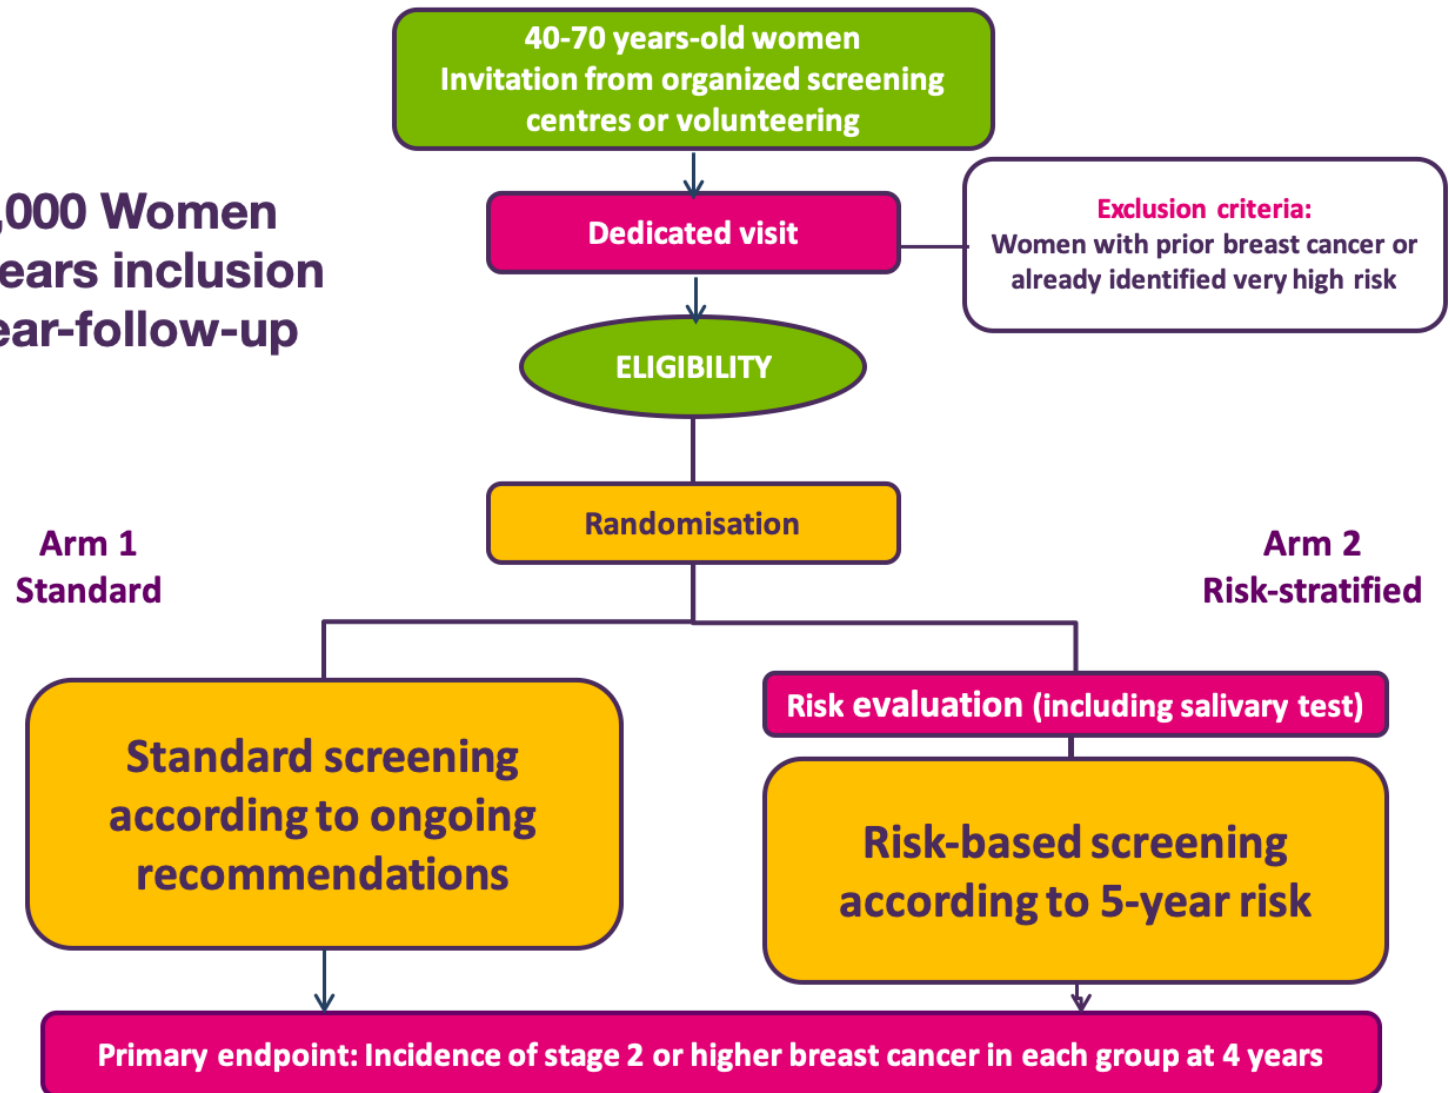 40-70 years-old women
Invitation from organized screening
centres or volunteering
,000 Women
ears inclusion
ear-follow-up
Dedicated visit
Exclusion criteria:
Women with prior breast cancer or
already identified very high risk
ELIGIBILITY
Randomisation
Arm 1
Standard
Arm 2
Risk-stratified
Risk evaluation (including salivary test)
Standard screening
according to ongoing
recommendations
Risk-based screening
according to 5-year risk
Primary endpoint: Incidence of stage 2 or higher breast cancer in each group at 4 years